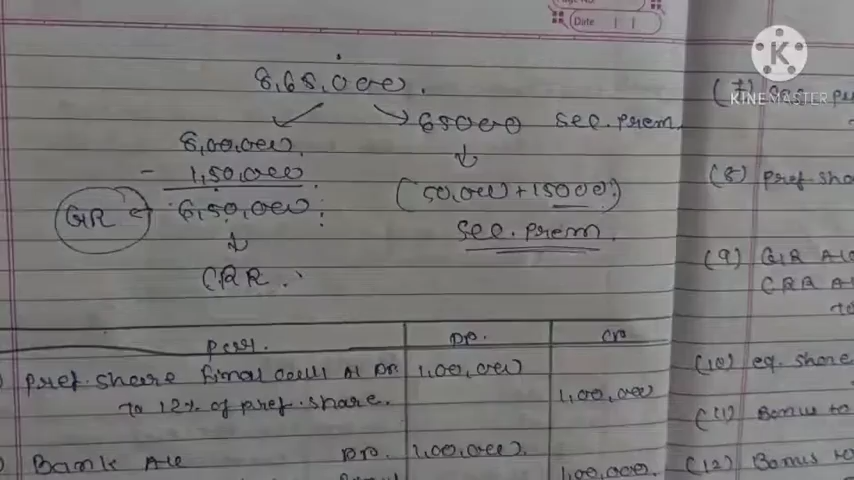 Date
8,68,000.
8,00,000.
- 1,50,000
GR 6,50,000.
CRR.
68000 Sec. Prem.
(50,000 + 15000)
Sec. Prem.
Dr. Cr.
Pref. share final call A/c Dr. 1,00,000
To 12% of pref. share. 1,00,000
Bank A/c Dr. 1,00,000.
1,00,000.
(7)
(8) Pref. sha
(9) GR A/c
CRR A/
to
(10) eq. share
(11) Bonus to
(12) Bonus to
KINEMASTER